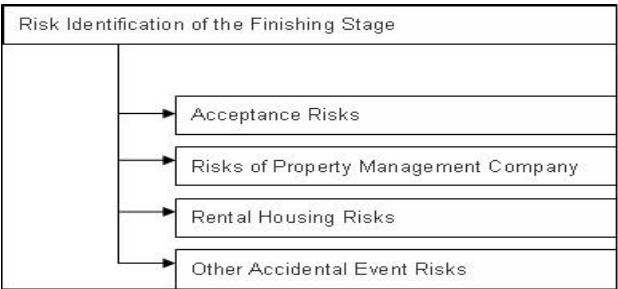 Risk Identification of the Finishing Stage
Acceptance Risks
Risks of Property Management Company
Rental Housing Risks
Other Accidental Event Risks